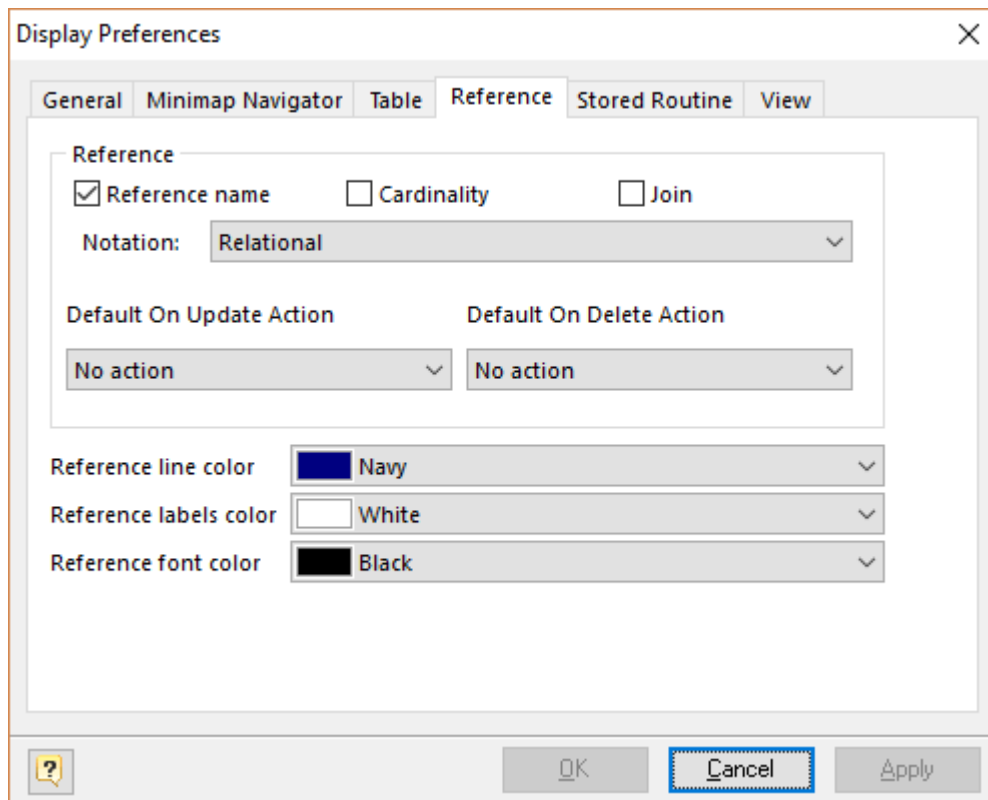 Display Preferences
General Minimap Navigator Table Reference Stored Routine View
Reference
Reference name Cardinality Join
Notation: Relational
Default On Update Action Default On Delete Action
No action No action
Reference line color Navy
Reference labels color White
Reference font color Black
? OK Cancel Apply